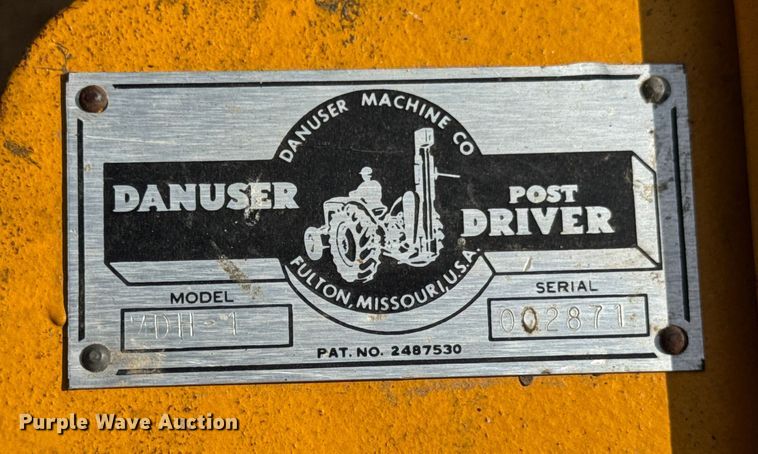 DANUSER MACHINE CO
DANUSER
POST
DRIVER
FULTON, MISSOURI, U.S.A.
MODEL
SERIAL
002871
PAT. NO. 2487530
Purple Wave Auction